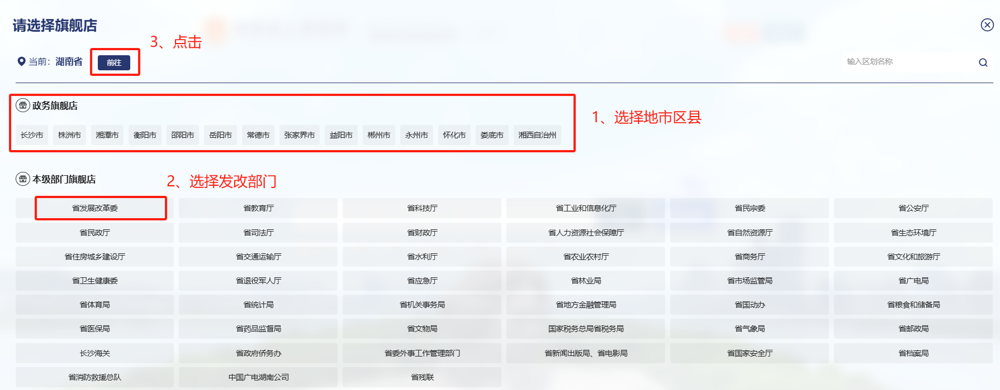 请选择旗舰店
3、点击
当前：湖南省 前往
输入区划名称
政务旗舰店
1、选择地市区县
长沙市 株洲市 湘潭市 衡阳市 邵阳市 岳阳市 常德市 张家界市 益阳市 郴州市 永州市 怀化市 娄底市 湘西自治州
本级部门旗舰店
2、选择发改部门
省发展改革委 省教育厅 省科技厅 省工业和信息化厅 省民宗委 省公安厅
省民政厅 省司法厅 省财政厅 省人力资源社会保障厅 省自然资源厅 省生态环境厅
省住房城乡建设厅 省交通运输厅 省水利厅 省农业农村厅 省商务厅 省文化和旅游厅
省卫生健康委 省退役军人厅 省应急厅 省林业局 省市场监管局 省广电局
省体育局 省统计局 省机关事务局 省地方金融管理局 省国动办 省粮食和储备局
省医保局 省药品监督局 省文物局 国家税务总局省税务局 省气象局 省邮政局
长沙海关 省政府侨务办 省委外事工作管理部门 省新闻出版局、省电影局 省国家安全厅 省档案局
省消防救援总队 中国广电湖南公司 省残联